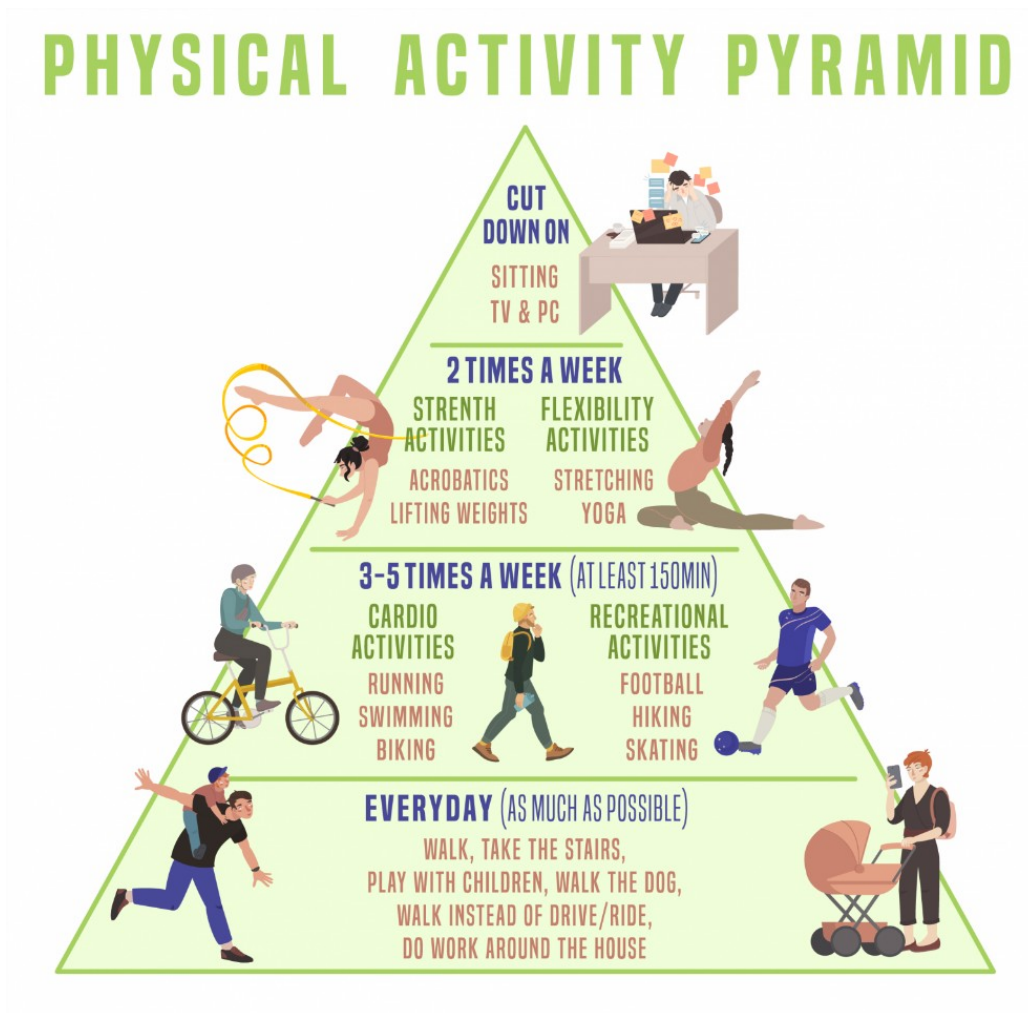 PHYSICAL ACTIVITY PYRAMID
CUT
DOWN ON
SITTING
TV & PC
2 TIMES A WEEK
STRENTH
ACTIVITIES
ACROBATICS
LIFTING WEIGHTS
FLEXIBILITY
ACTIVITIES
STRETCHING
YOGA
3-5 TIMES A WEEK (AT LEAST 150MIN)
CARDIO
ACTIVITIES
RUNNING
SWIMMING
BIKING
RECREATIONAL
ACTIVITIES
FOOTBALL
HIKING
SKATING
EVERYDAY (AS MUCH AS POSSIBLE)
WALK, TAKE THE STAIRS,
PLAY WITH CHILDREN, WALK THE DOG,
WALK INSTEAD OF DRIVE/RIDE,
DO WORK AROUND THE HOUSE